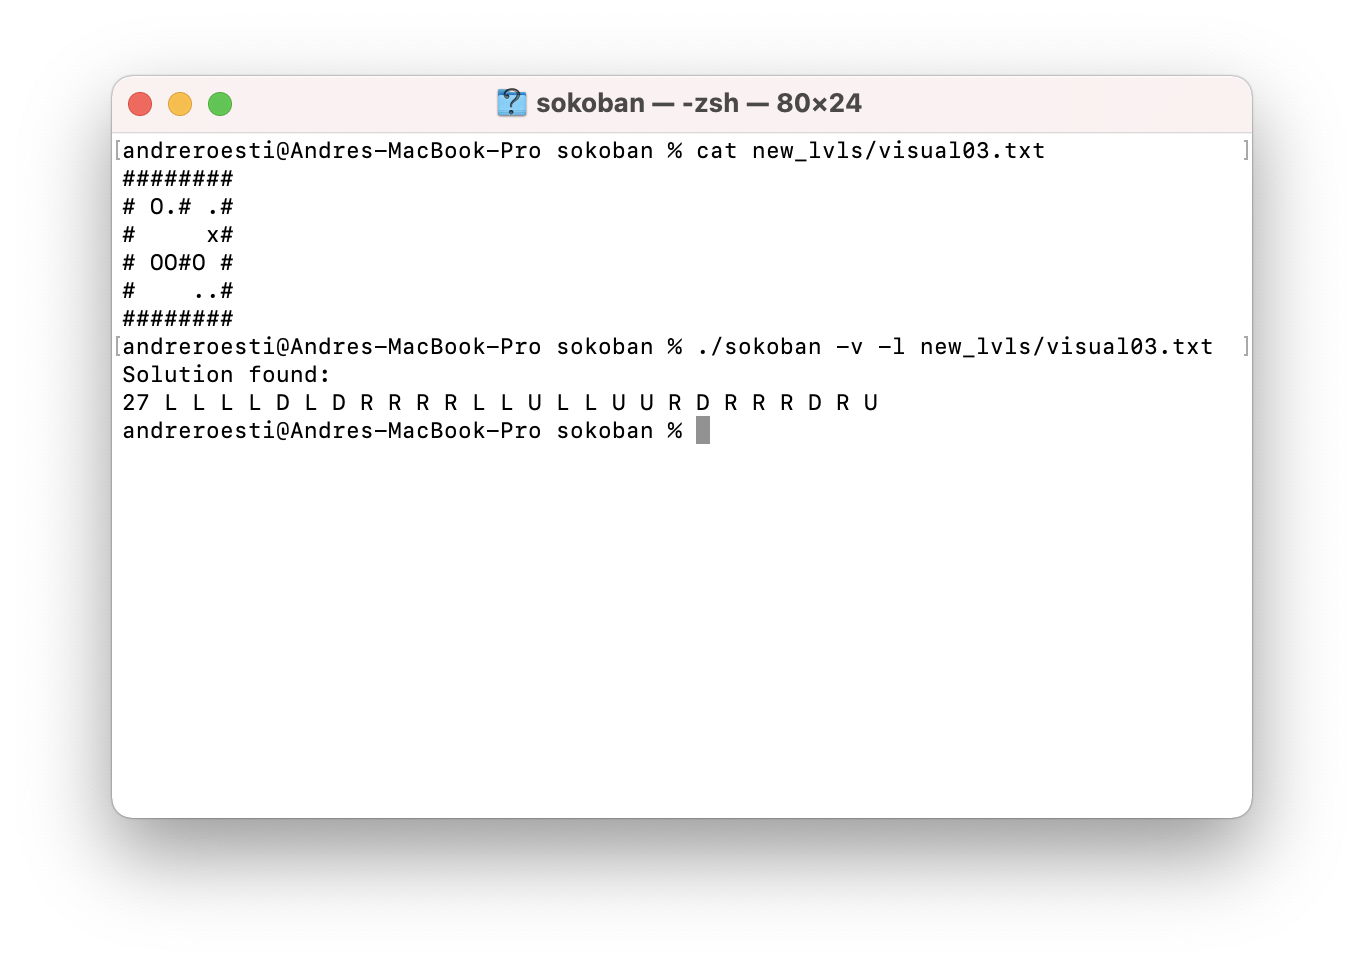 sokoban — -zsh — 80×24
[andreroesti@Andres-MacBook-Pro sokoban % cat new_lvls/visual03.txt ]
########
# O.# .#
#     x#
# OO#O #
#    ..#
########
[andreroesti@Andres-MacBook-Pro sokoban % ./sokoban -v -l new_lvls/visual03.txt ]
Solution found:
27 L L L L D L D R R R R L L U L L U U R D R R R D R U
andreroesti@Andres-MacBook-Pro sokoban %